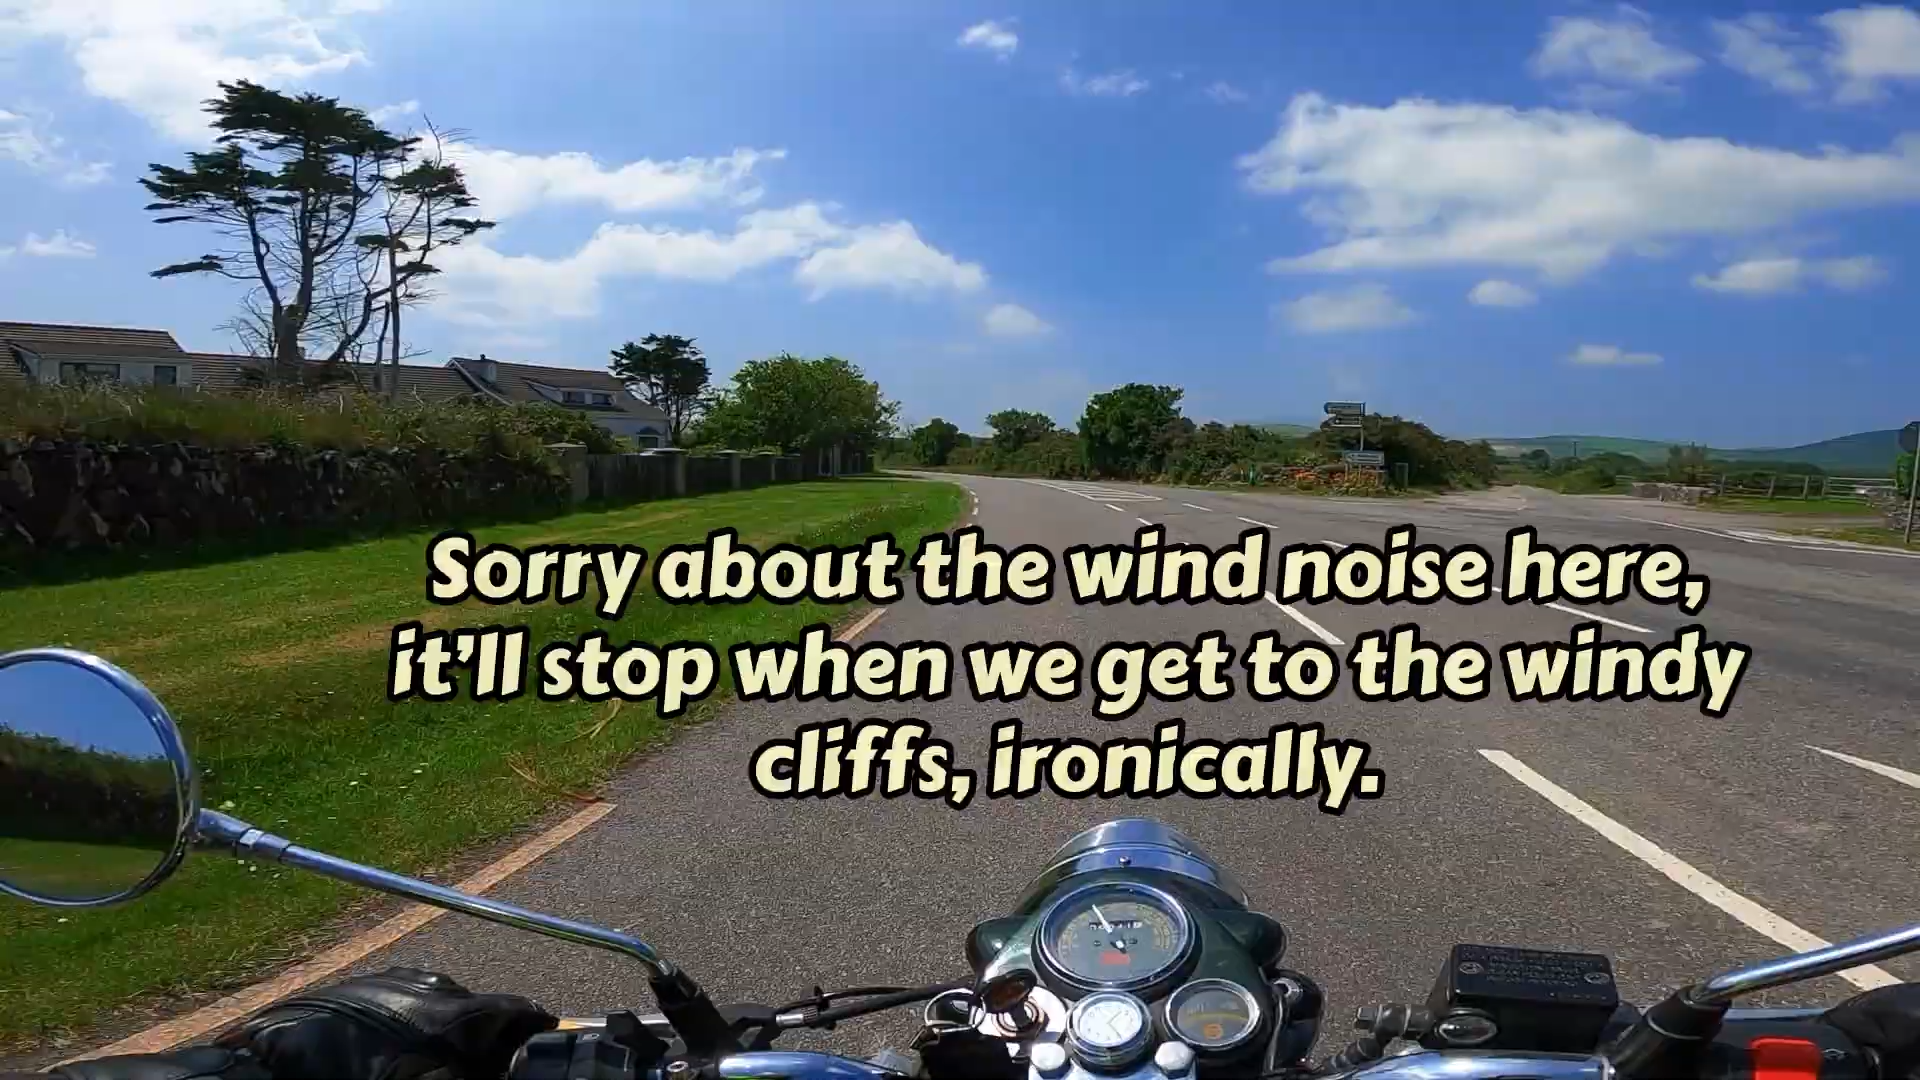 Sorry about the wind noise here,
it’ll stop when we get to the windy
cliffs, ironically.